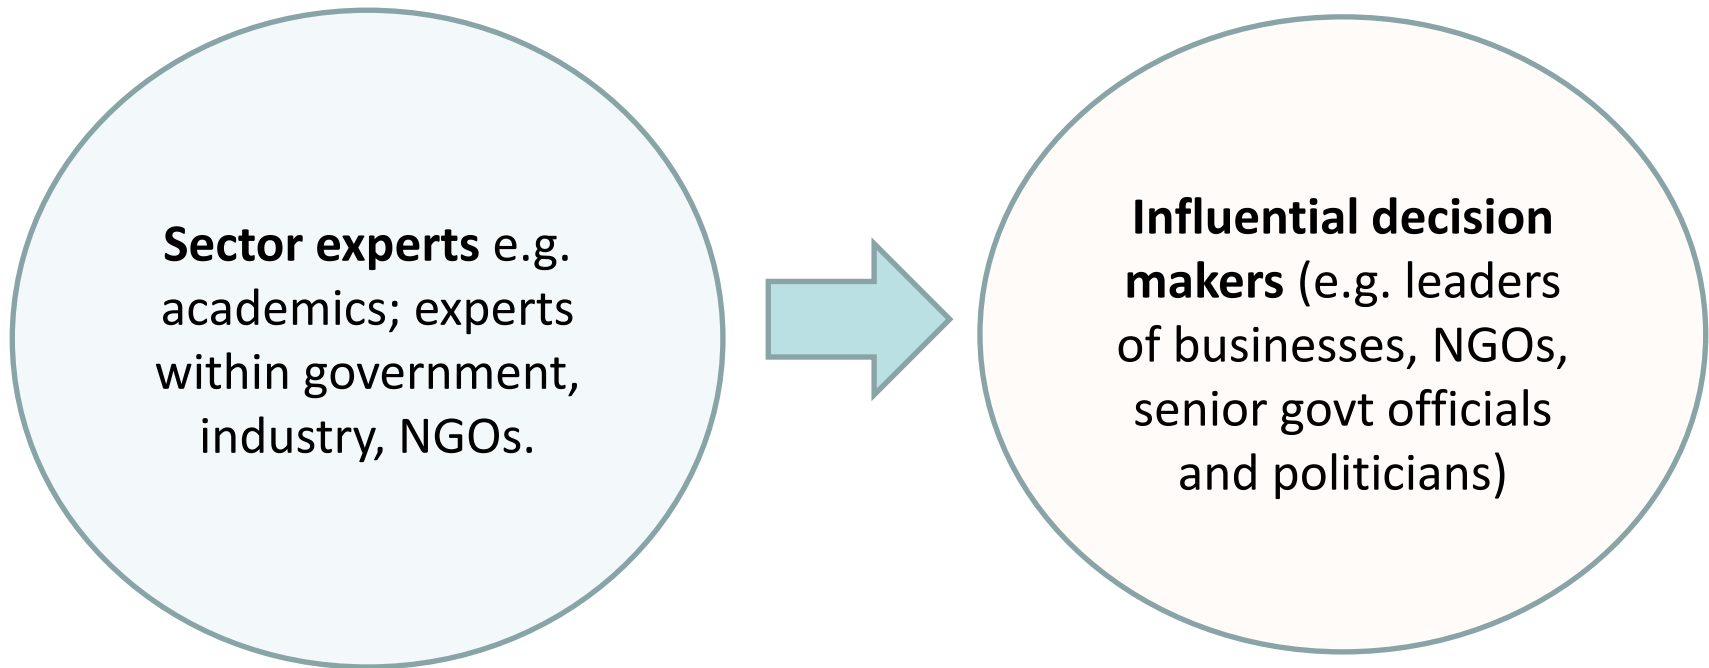 Sector experts e.g.
academics; experts
within government,
industry, NGOs.
Influential decision
makers (e.g. leaders
of businesses, NGOs,
senior govt officials
and politicians)